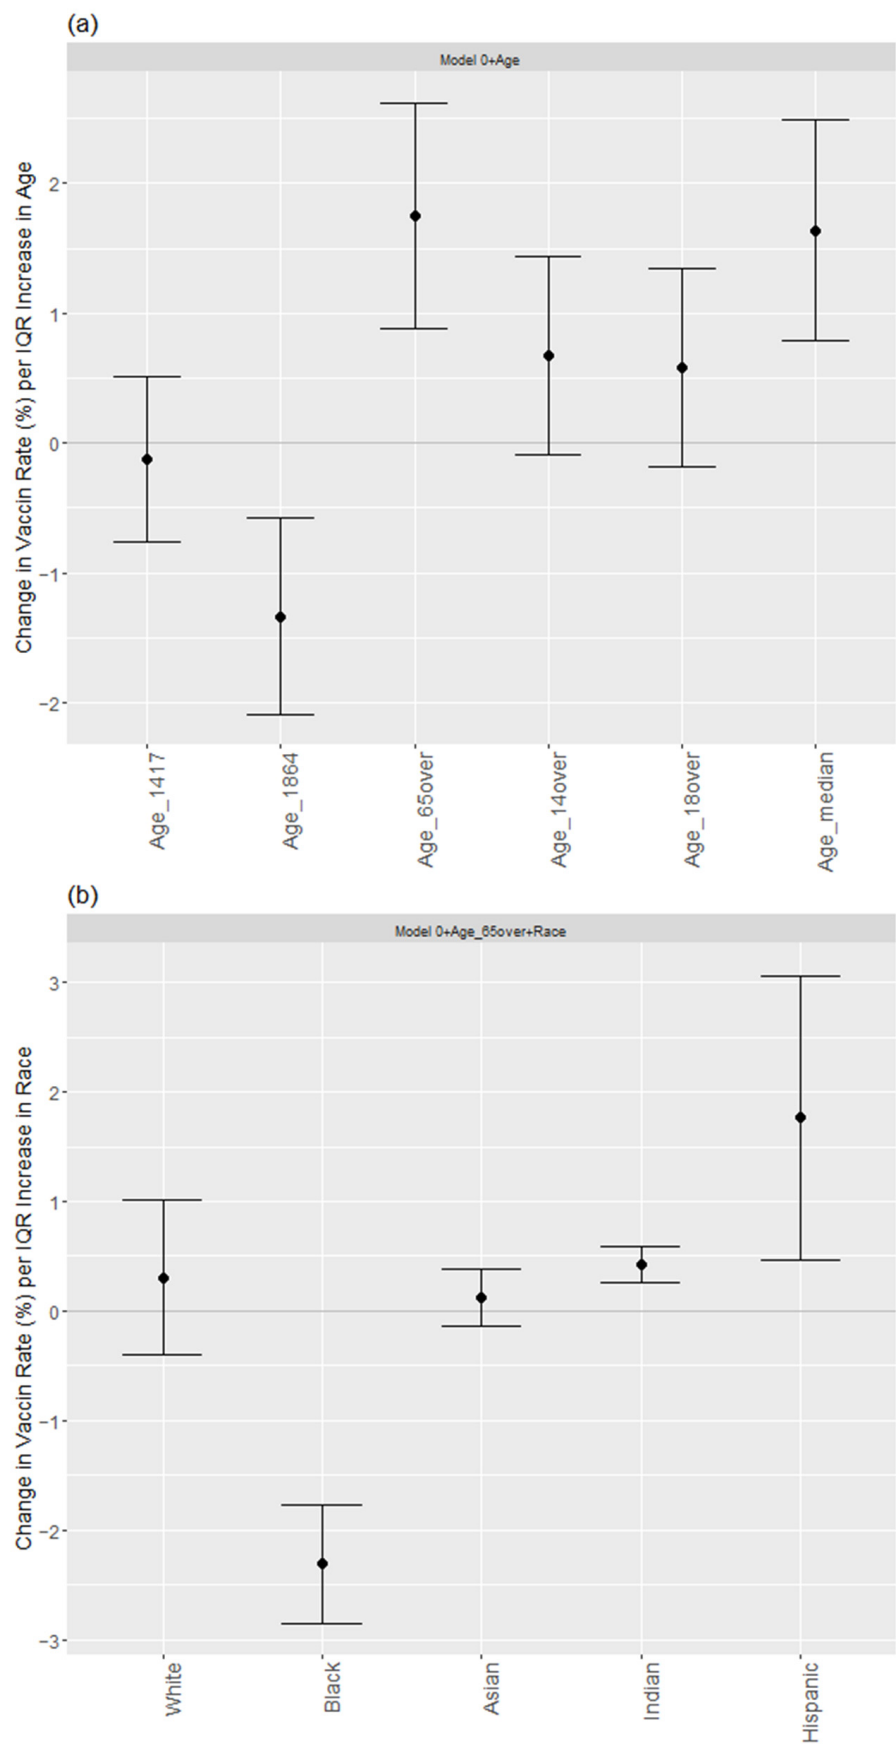 (a)
Model 0+Age
Change in Vaccin Rate (%) per IQR Increase in Age
2
1
0
−1
−2
Age_1417
Age_1864
Age_65over
Age_14over
Age_18over
Age_median
(b)
Model 0+Age_65over+Race
Change in Vaccin Rate (%) per IQR Increase in Race
3
2
1
0
−1
−2
−3
White
Black
Asian
Indian
Hispanic